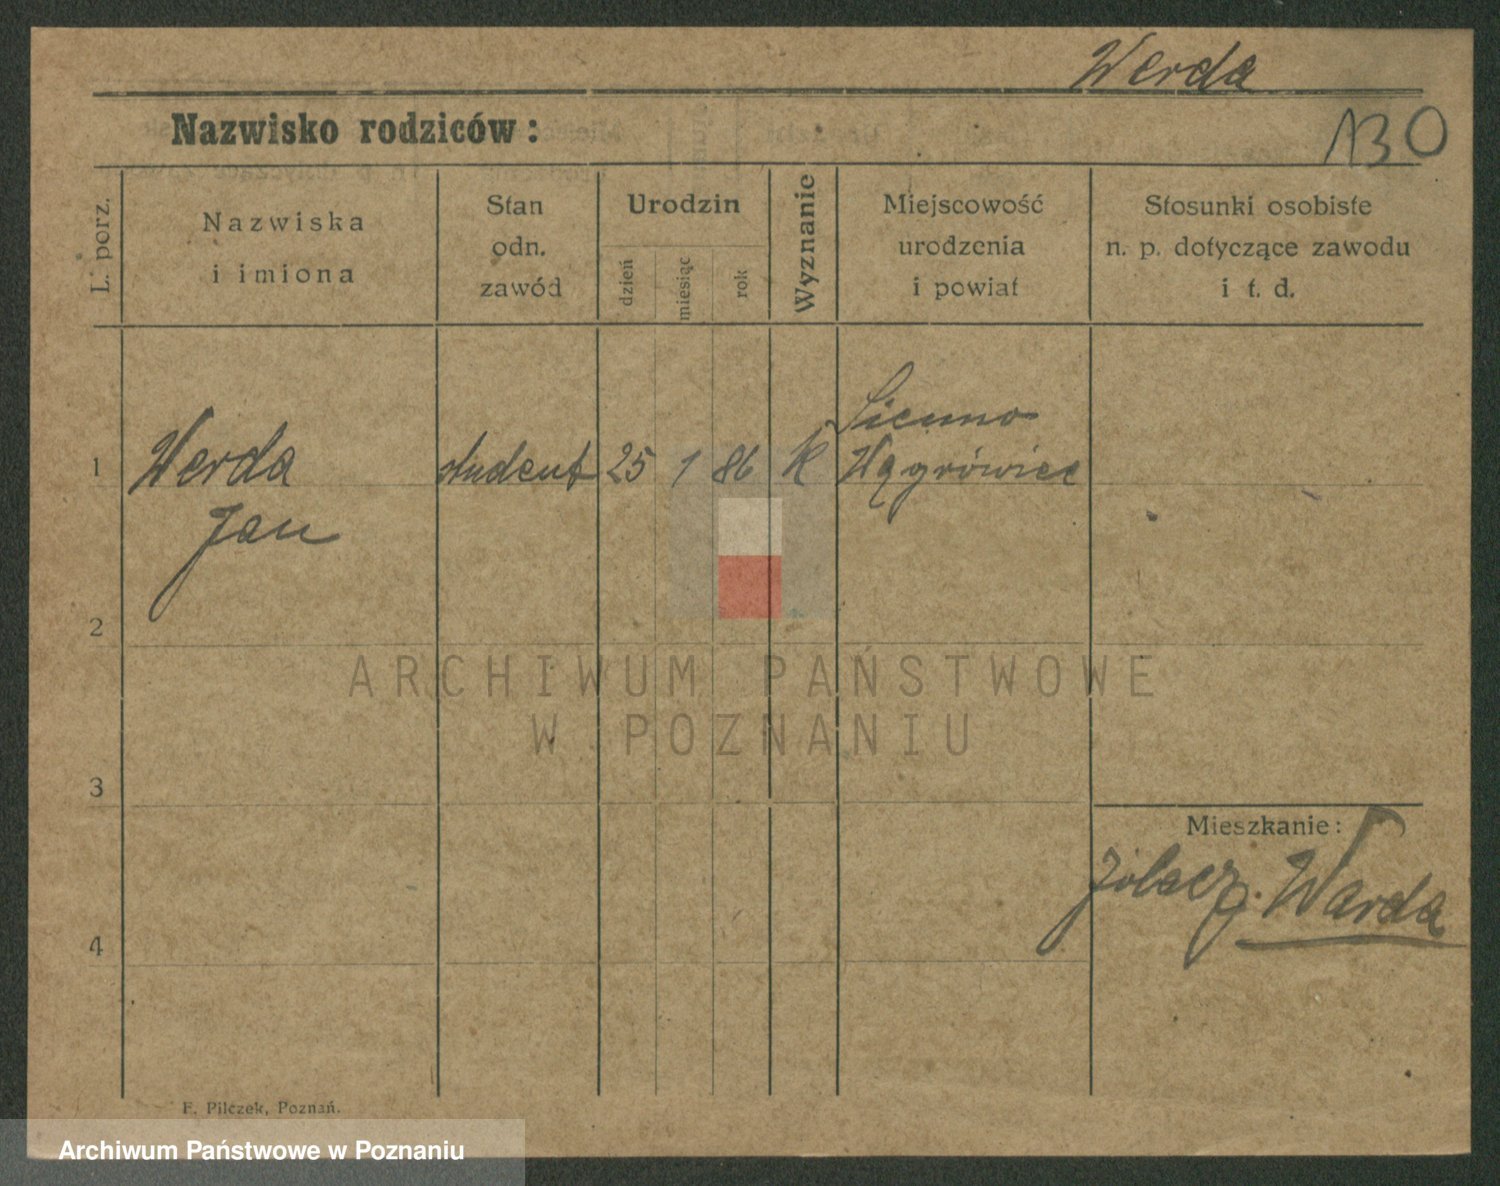 Werda
130
Nazwisko rodziców:
L. porz.
Nazwiska
i imiona
Stan
odn.
zawód
Urodzin
dzień
miesiąc
rok
Wyznanie
Miejscowość
urodzenia
i powiat
Stosunki osobiste
n. p. dotyczące zawodu
i t. d.
Sienno
1 Werda student 25 1 86 K Wągrówiec
Jan
2
ARCHIWUM PAŃSTWOWE
W POZNANIU
3
Mieszkanie:
Warda
4
F. Pilczek, Poznań.
Archiwum Państwowe w Poznaniu